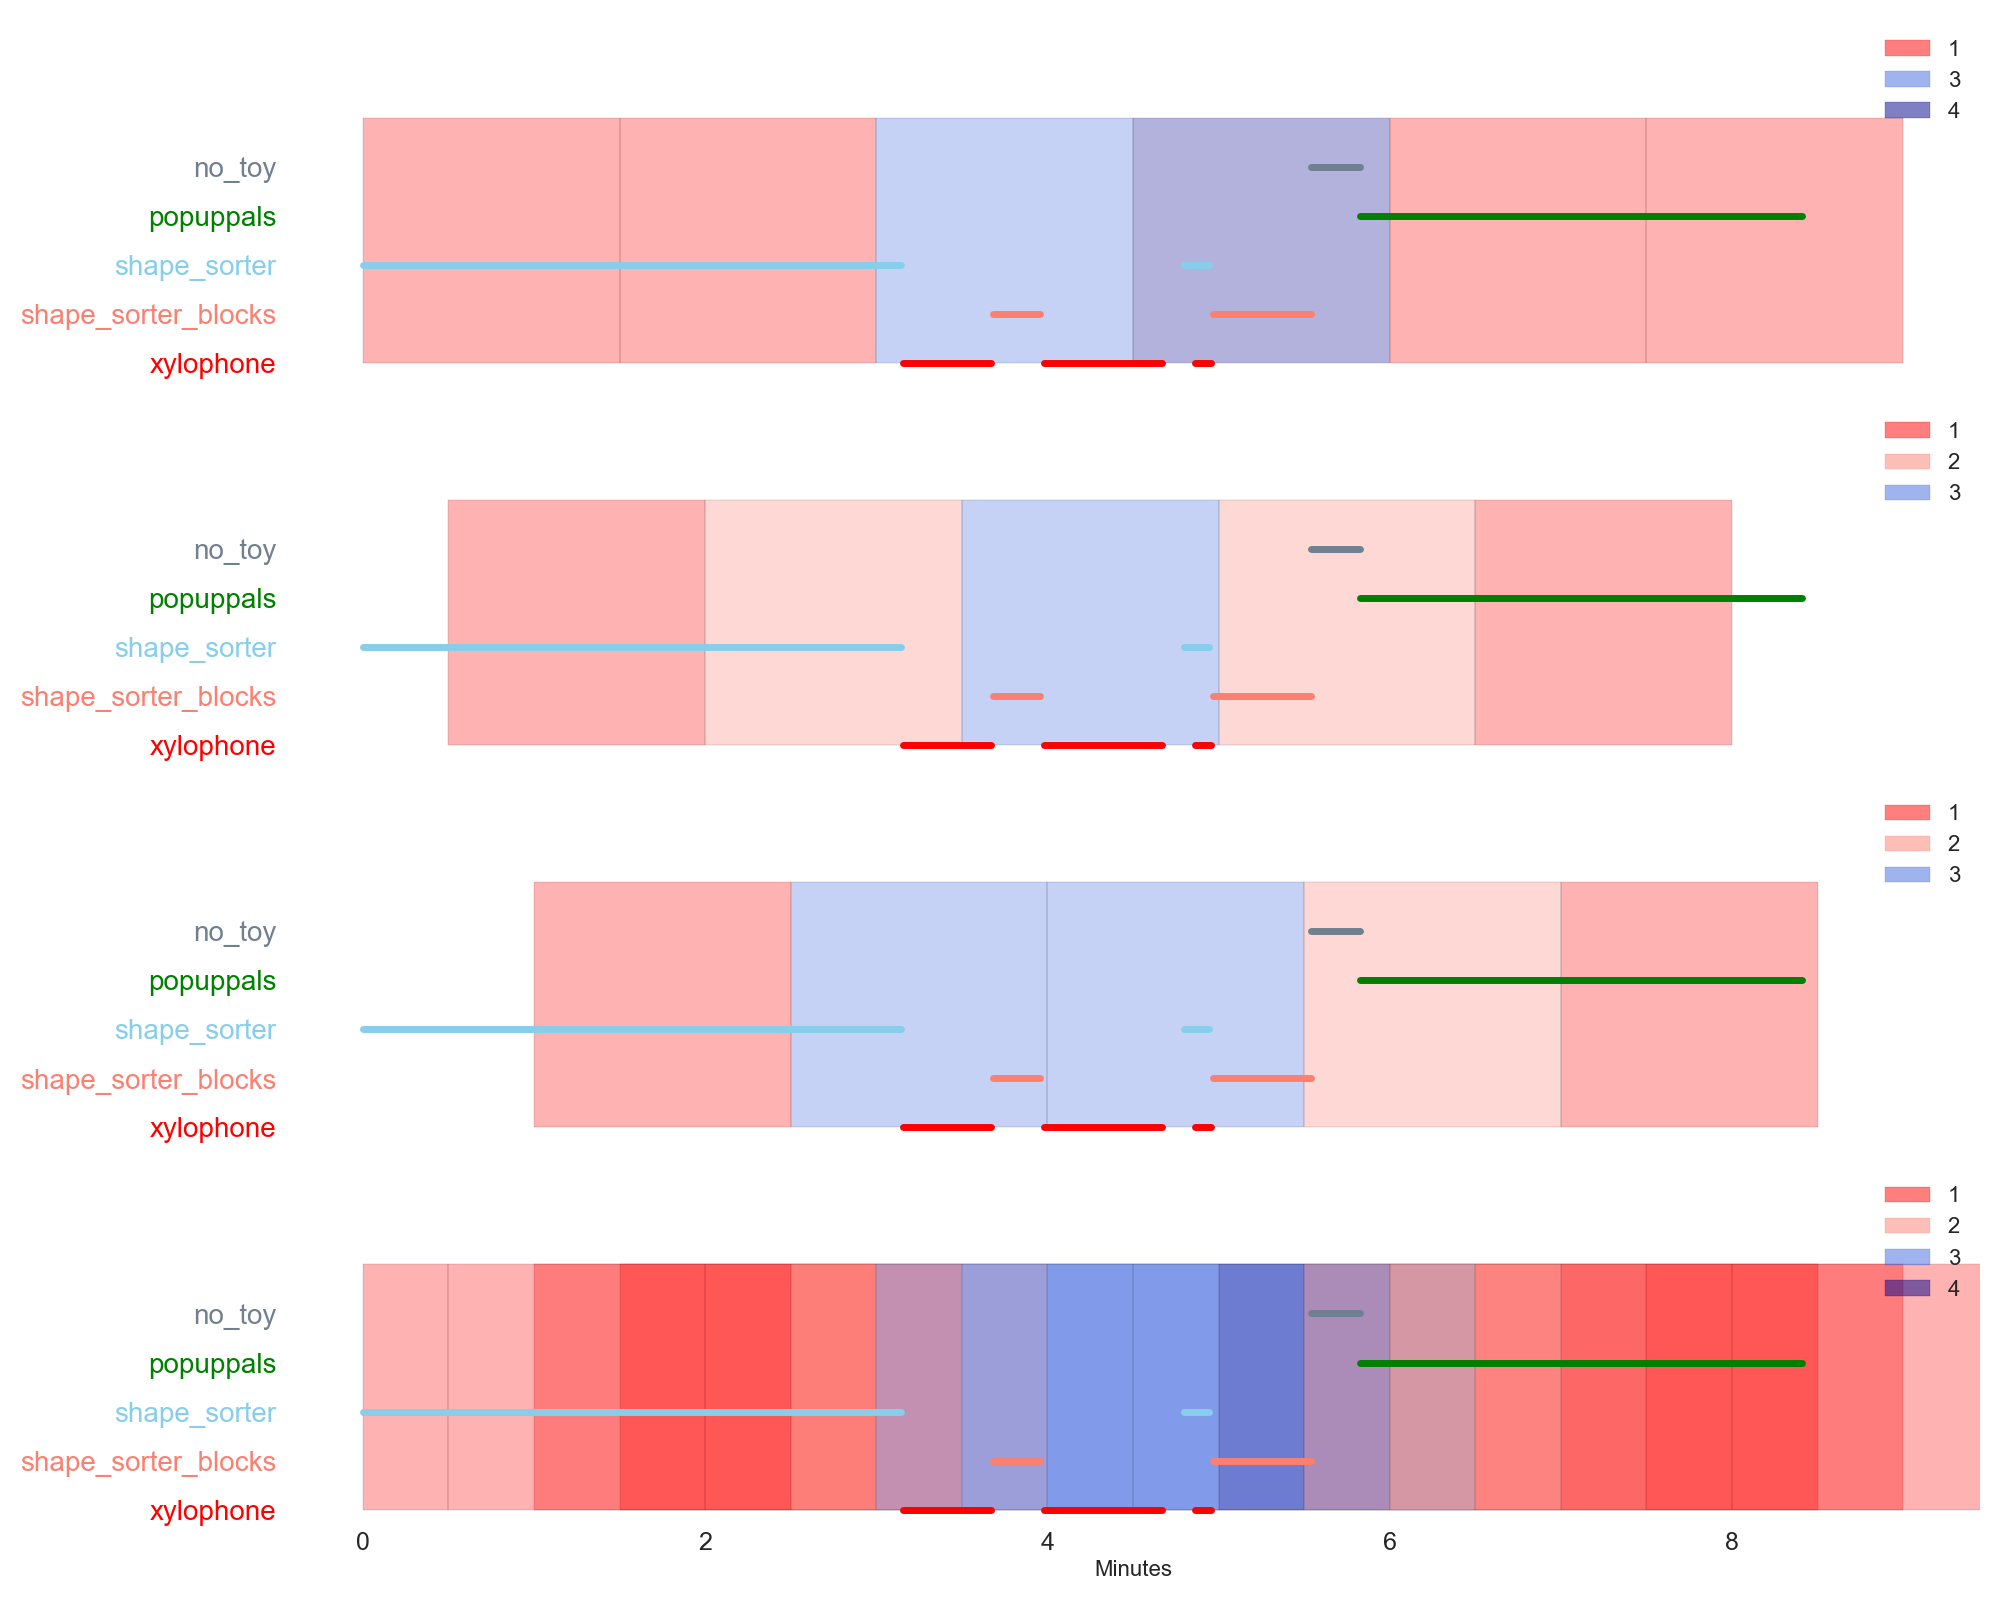 1
3
4
no_toy
popuppals
shape_sorter
shape_sorter_blocks
xylophone
1
2
3
no_toy
popuppals
shape_sorter
shape_sorter_blocks
xylophone
1
2
3
no_toy
popuppals
shape_sorter
shape_sorter_blocks
xylophone
1
2
3
4
no_toy
popuppals
shape_sorter
shape_sorter_blocks
xylophone
0 2 4 6 8
Minutes